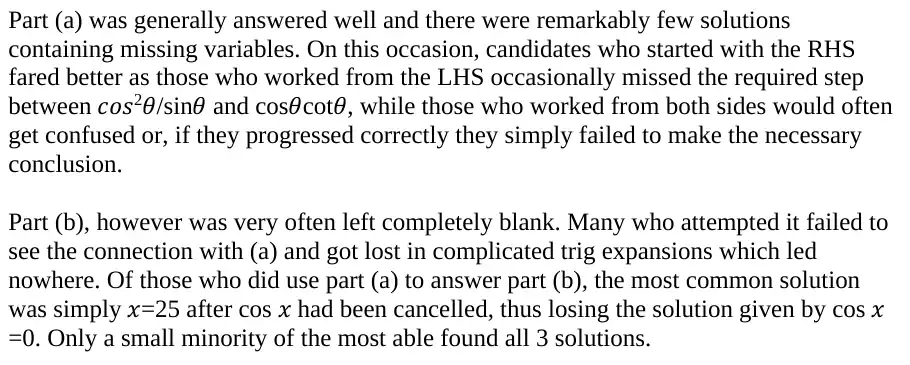 Part (a) was generally answered well and there were remarkably few solutions
containing missing variables. On this occasion, candidates who started with the RHS
fared better as those who worked from the LHS occasionally missed the required step
between cos²θ/sinθ and cosθcotθ, while those who worked from both sides would often
get confused or, if they progressed correctly they simply failed to make the necessary
conclusion.
Part (b), however was very often left completely blank. Many who attempted it failed to
see the connection with (a) and got lost in complicated trig expansions which led
nowhere. Of those who did use part (a) to answer part (b), the most common solution
was simply x=25 after cos x had been cancelled, thus losing the solution given by cos x
=0. Only a small minority of the most able found all 3 solutions.